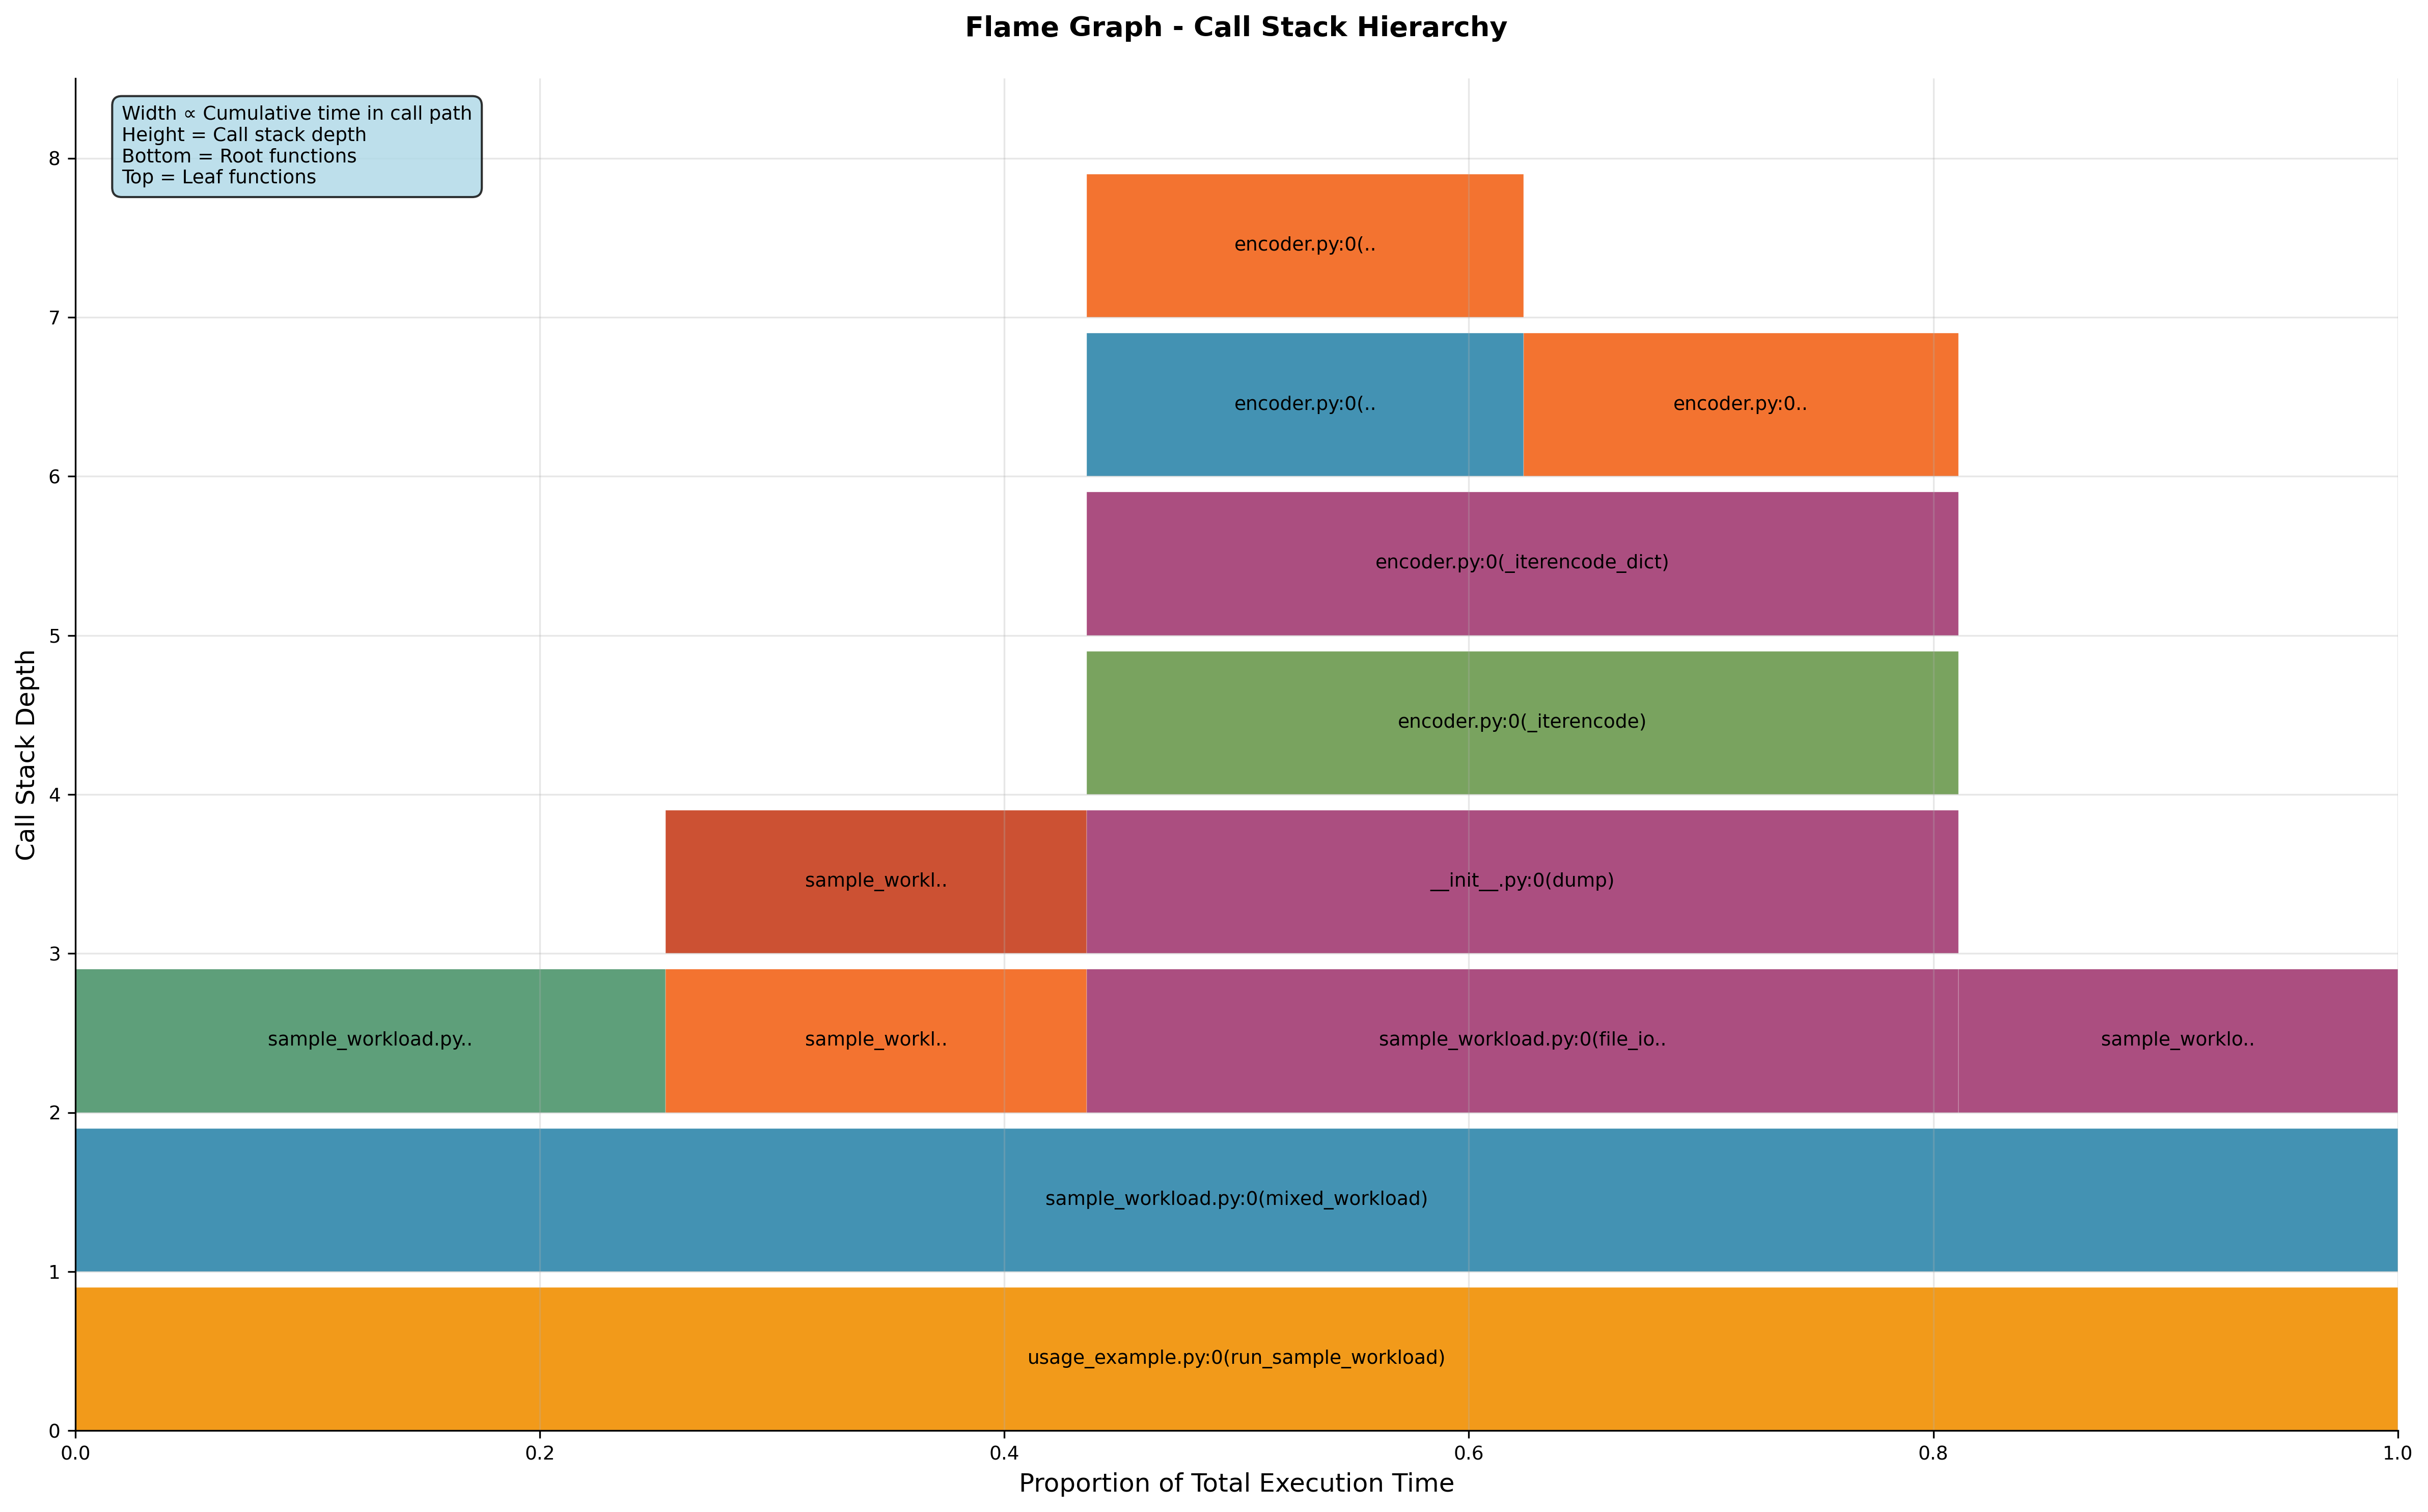 Flame Graph - Call Stack Hierarchy
Width ∝ Cumulative time in call path
Height = Call stack depth
Bottom = Root functions
Top = Leaf functions
8
encoder.py:0(..
7
encoder.py:0(..
encoder.py:0..
6
encoder.py:0(_iterencode_dict)
5
encoder.py:0(_iterencode)
4
sample_workl..
__init__.py:0(dump)
3
sample_workload.py..
sample_workl..
sample_workload.py:0(file_io..
sample_worklo..
2
sample_workload.py:0(mixed_workload)
1
usage_example.py:0(run_sample_workload)
0
Call Stack Depth
0.0
0.2
0.4
0.6
0.8
1.0
Proportion of Total Execution Time